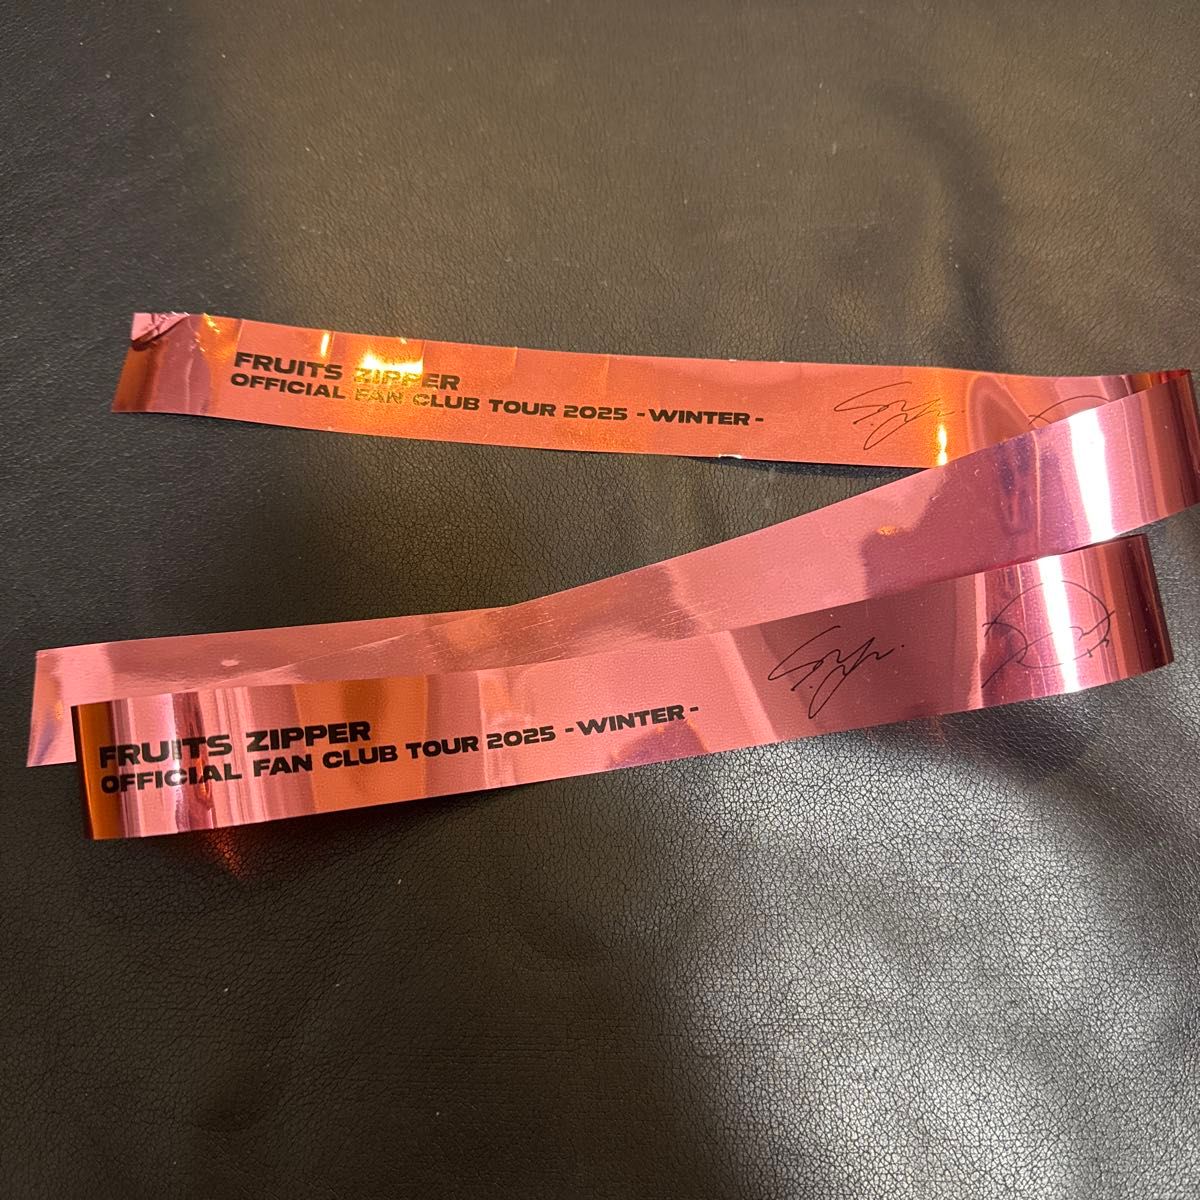 FRUITS ZIPPER
OFFICIAL FAN CLUB TOUR 2025 -WINTER-
FRUITS ZIPPER
OFFICIAL FAN CLUB TOUR 2025 -WINTER-